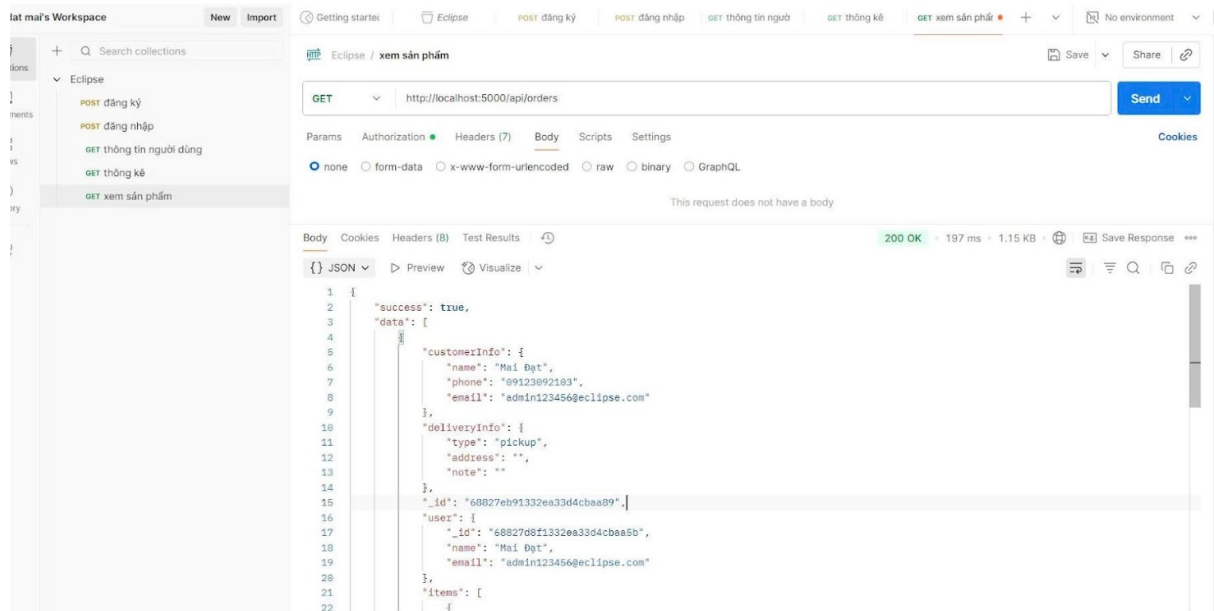 dat mai's Workspace New Import
Getting started Eclipse POST đăng ký POST đăng nhập GET thông tin ngườ GET thông kê GET xem sản phẩr No environment
Search collections
Eclipse
POST đăng ký
POST đăng nhập
GET thông tin người dùng
GET thông kê
GET xem sản phẩm
HTTP Eclipse / xem sản phẩm Save Share
GET http://localhost:5000/api/orders Send
Params Authorization Headers (7) Body Scripts Settings Cookies
none form-data x-www-form-urlencoded raw binary GraphQL
This request does not have a body
Body Cookies Headers (8) Test Results 200 OK 197 ms 1.15 KB Save Response
{} JSON Preview Visualize
1 {
2 "success": true,
3 "data": [
4 {
5 "customerInfo": {
6 "name": "Mai Đạt",
7 "phone": "09123092103",
8 "email": "admin123456@eclipse.com"
9 },
10 "deliveryInfo": {
11 "type": "pickup",
12 "address": "",
13 "note": ""
14 },
15 "_id": "68827eb91332ea33d4cbaa89",
16 "user": {
17 "_id": "68827d8f1332ea33d4cbaa5b",
18 "name": "Mai Đạt",
19 "email": "admin123456@eclipse.com"
20 },
21 "items": [
22 {